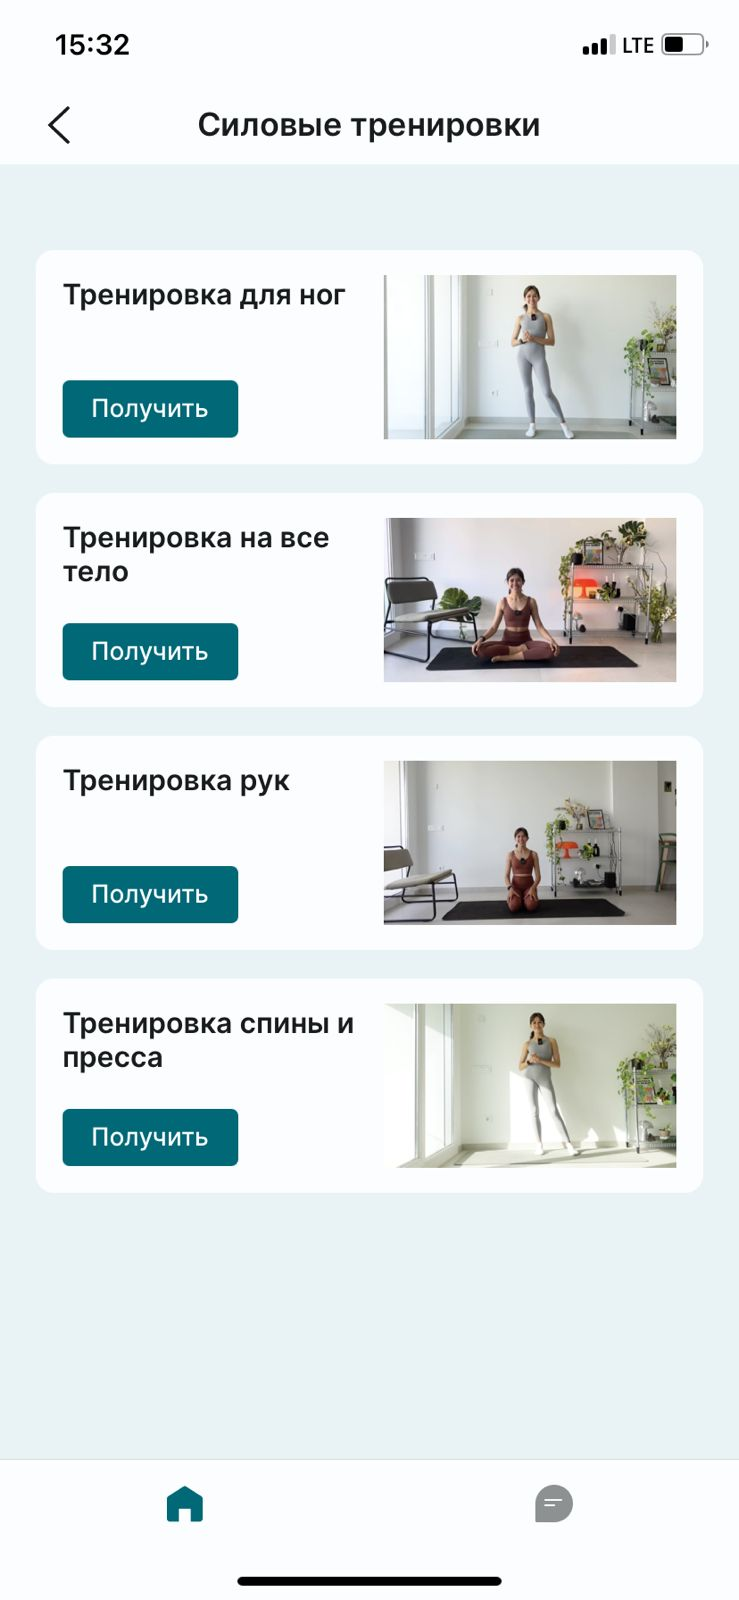 15:32
LTE
Силовые тренировки
Тренировка для ног
Получить
Тренировка на все
тело
Получить
Тренировка рук
Получить
Тренировка спины и
пресса
Получить